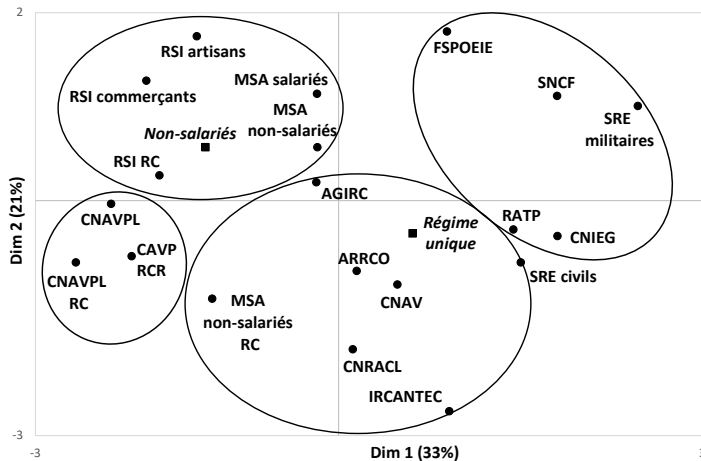 2
FSPOEIE
RSI artisans
MSA salariés
SNCF
RSI commerçants
MSA
non-salariés
SRE
militaires
Non-salariés
RSI RC
AGIRC
CNAVPL
Régime
unique
RATP
CNIEG
CAVP
RCR
ARRCO
SRE civils
CNAVPL
RC
MSA
non-salariés
RC
CNAV
CNRACL
IRCANTEC
Dim 2 (21%)
-3
-3
Dim 1 (33%)
3